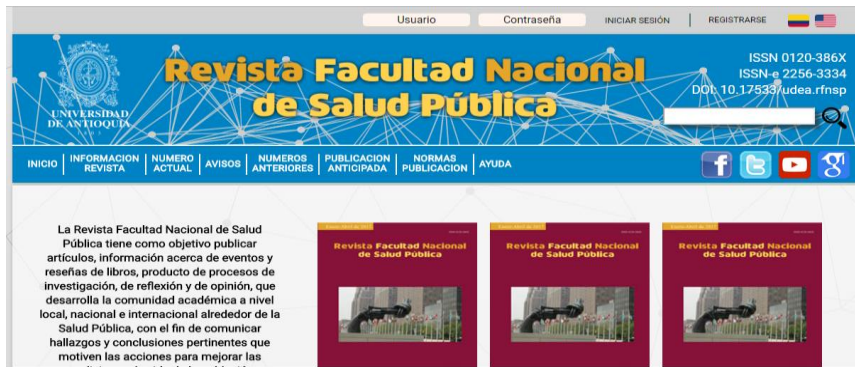 Usuario
Contraseña
INICIAR SESIÓN
REGISTRARSE
UNIVERSIDAD
DE ANTIOQUIA
1 8 0 3
Revista Facultad Nacional
de Salud Pública
ISSN 0120-386X
ISSN-e 2256-3334
DOI: 10.17533/udea.rfnsp
INICIO
INFORMACION
REVISTA
NUMERO
ACTUAL
AVISOS
NUMEROS
ANTERIORES
PUBLICACION
ANTICIPADA
NORMAS
PUBLICACION
AYUDA
La Revista Facultad Nacional de Salud
Pública tiene como objetivo publicar
artículos, información acerca de eventos y
reseñas de libros, producto de procesos de
investigación, de reflexión y de opinión, que
desarrolla la comunidad académica a nivel
local, nacional e internacional alrededor de la
Salud Pública, con el fin de comunicar
hallazgos y conclusiones pertinentes que
motiven las acciones para mejorar las
Revista Facultad Nacional
de Salud Pública
Revista Facultad Nacional
de Salud Pública
Revista Facultad Nacional
de Salud Pública